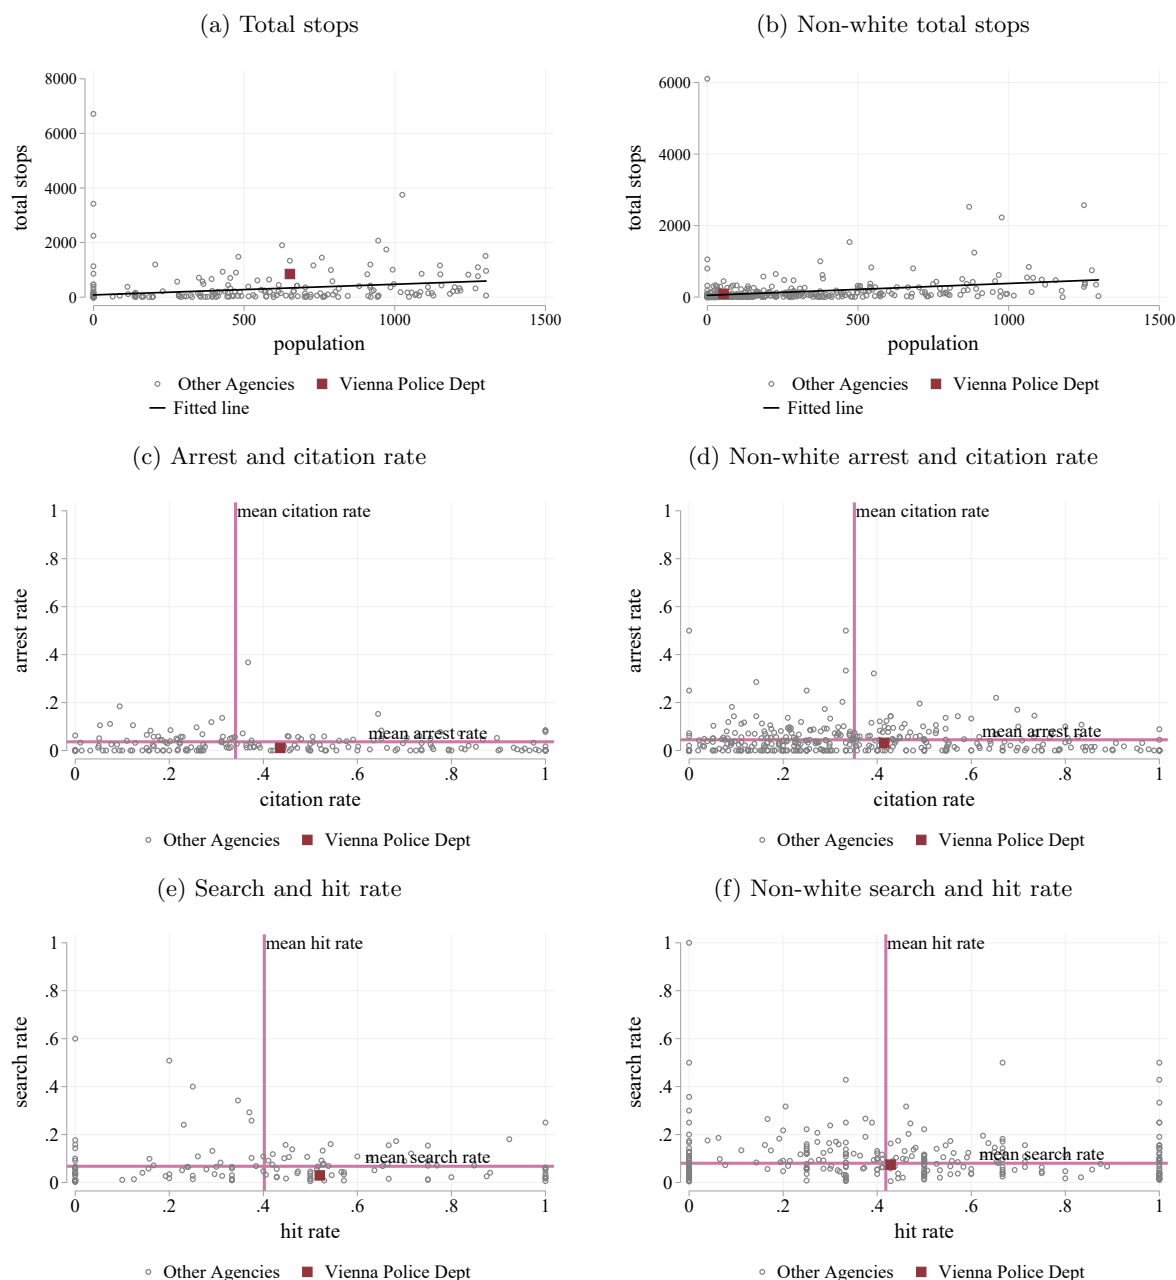 (a) Total stops
8000
6000
4000
2000
0
total stops
0 500 1000 1500
population
Other Agencies Vienna Police Dept
Fitted line
(b) Non-white total stops
6000
4000
2000
0
total stops
0 500 1000 1500
population
Other Agencies Vienna Police Dept
Fitted line
(c) Arrest and citation rate
mean citation rate
1
.8
.6
.4
.2
0
arrest rate
mean arrest rate
0 .2 .4 .6 .8 1
citation rate
Other Agencies Vienna Police Dept
(d) Non-white arrest and citation rate
mean citation rate
1
.8
.6
.4
.2
0
arrest rate
mean arrest rate
0 .2 .4 .6 .8 1
citation rate
Other Agencies Vienna Police Dept
(e) Search and hit rate
mean hit rate
1
.8
.6
.4
.2
0
search rate
mean search rate
0 .2 .4 .6 .8 1
hit rate
Other Agencies Vienna Police Dept
(f) Non-white search and hit rate
mean hit rate
1
.8
.6
.4
.2
0
search rate
mean search rate
0 .2 .4 .6 .8 1
hit rate
Other Agencies Vienna Police Dept